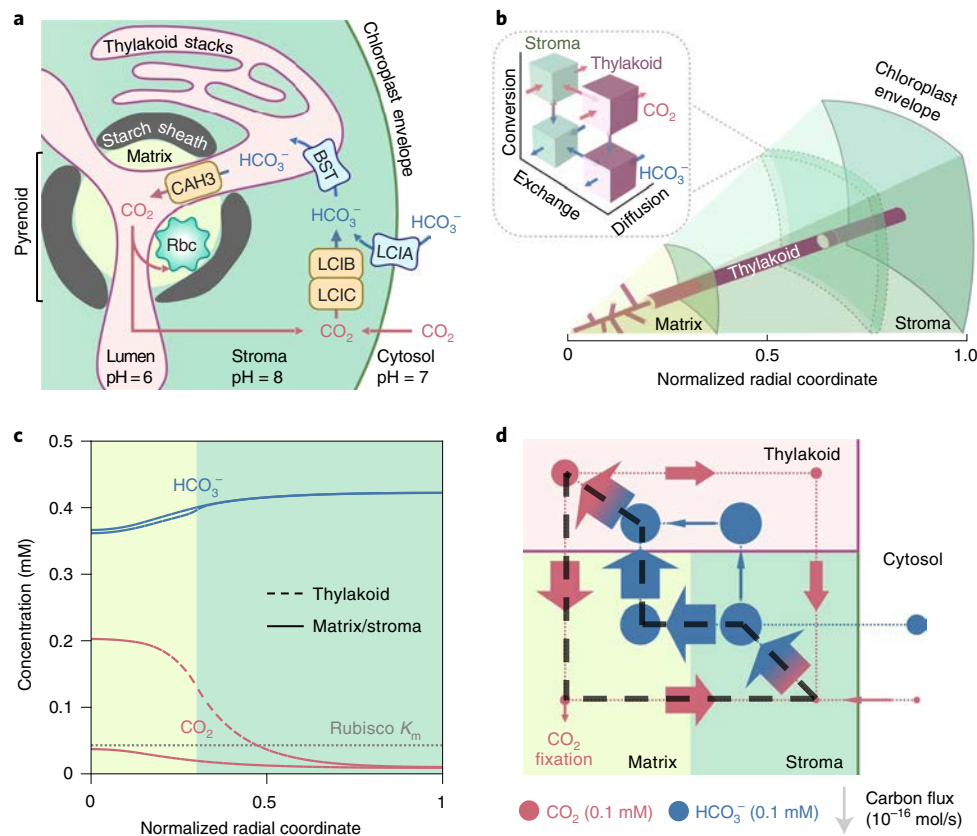 a
Thylakoid stacks
Chloroplast envelope
Starch sheath
Matrix
HCO₃⁻
BST
CAH3
Pyrenoid
CO₂
Rbc
HCO₃⁻
HCO₃⁻
LCIA
LCIB
LCIC
CO₂
CO₂
Lumen
pH = 6
Stroma
pH = 8
Cytosol
pH = 7
b
Stroma
Thylakoid
CO₂
HCO₃⁻
Conversion
Exchange
Diffusion
Chloroplast
envelope
Thylakoid
Matrix
Stroma
0
0.5
1.0
Normalized radial coordinate
c
Concentration (mM)
0.5
0.4
0.3
0.2
0.1
0
HCO₃⁻
Thylakoid
Matrix/stroma
CO₂
Rubisco Kₘ
0
0.5
1
Normalized radial coordinate
d
Thylakoid
Cytosol
CO₂
fixation
Matrix
Stroma
CO₂ (0.1 mM)
HCO₃⁻ (0.1 mM)
Carbon flux
(10⁻¹⁶ mol/s)